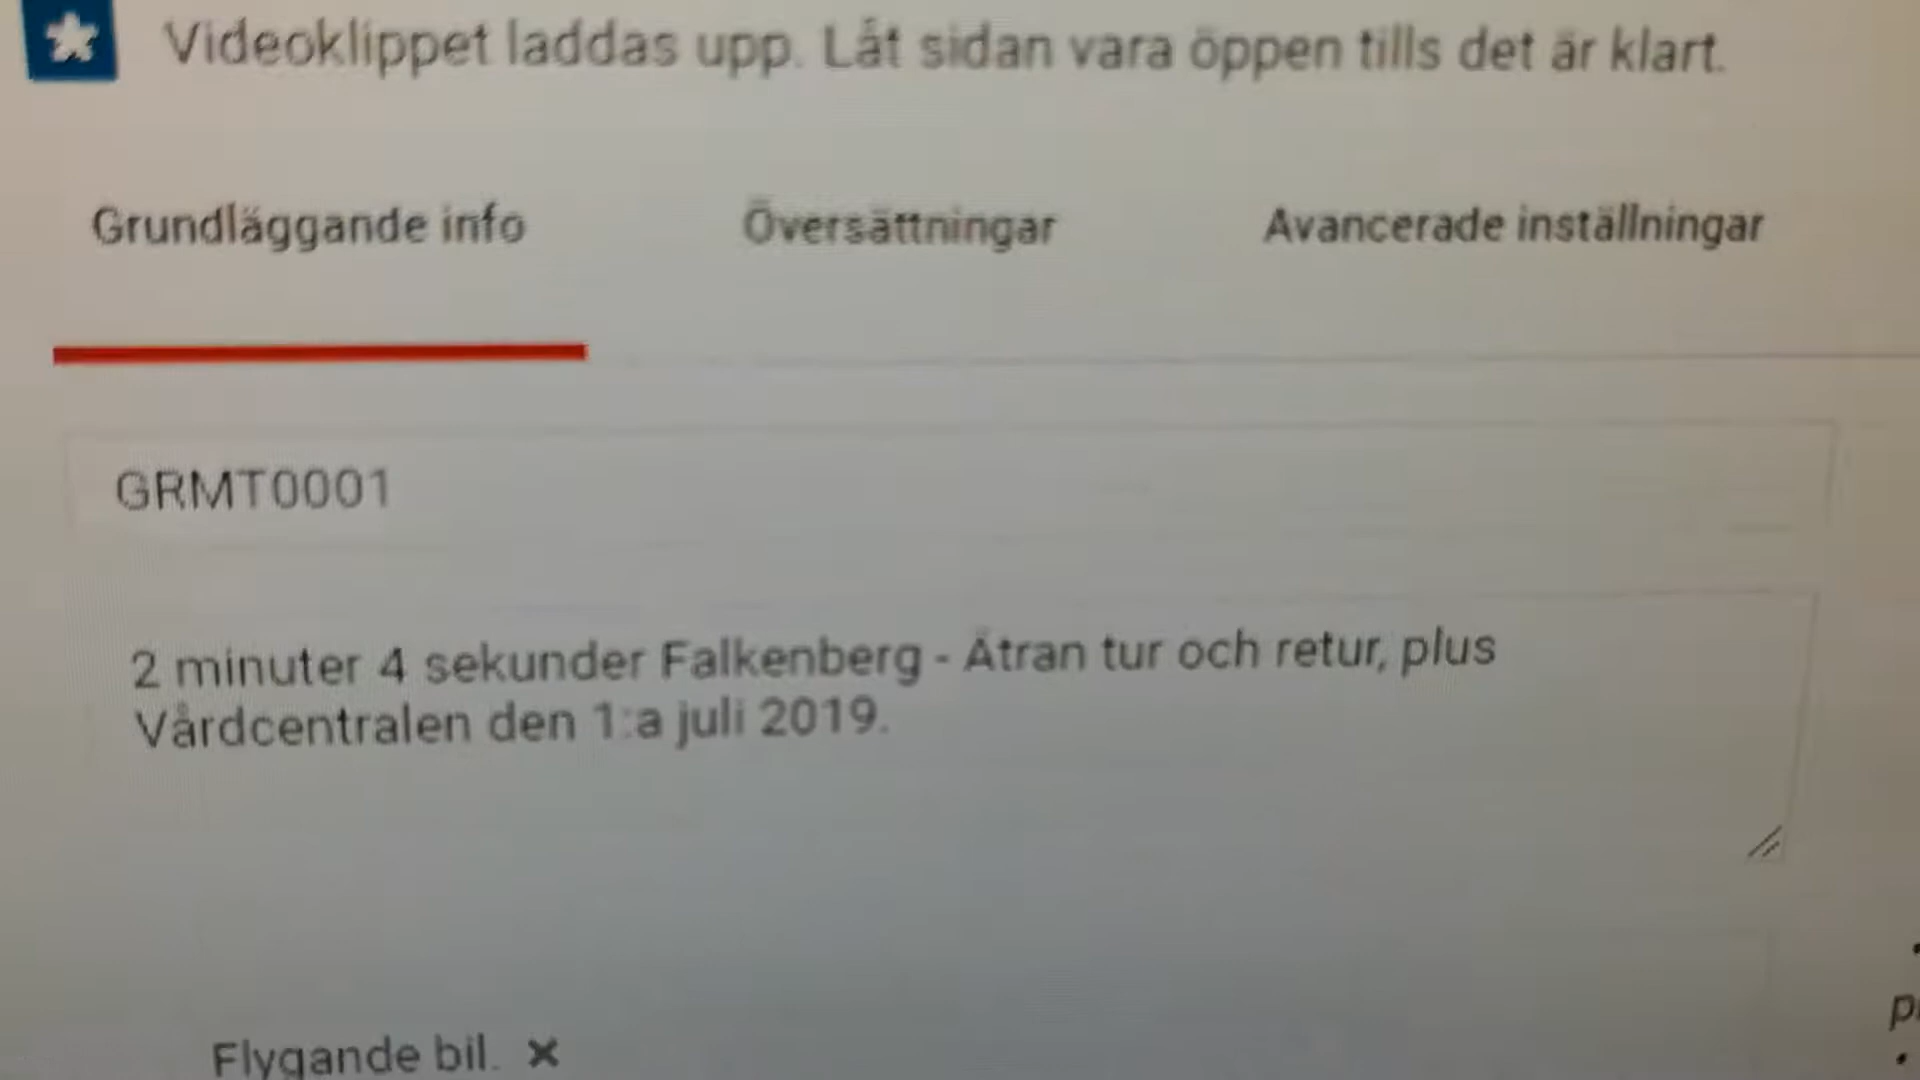 Videoklippet laddas upp. Låt sidan vara öppen tills det är klart.
Grundläggande info Översättningar Avancerade inställningar
GRMT0001
2 minuter 4 sekunder Falkenberg - Ätran tur och retur, plus
Vårdcentralen den 1:a juli 2019.
Flygande bil. ×